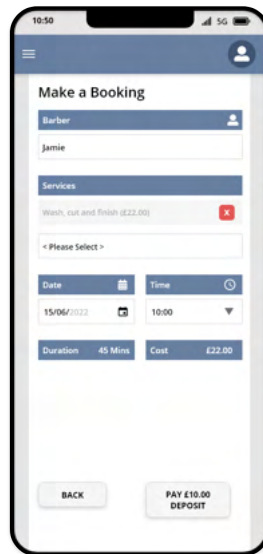 10:50 5G
Make a Booking
Barber
Jamie
Services
Wash, cut and finish (£22.00) X
< Please Select >
Date Time
15/06/2022 10:00
Duration 45 Mins Cost £22.00
BACK PAY £10.00
DEPOSIT